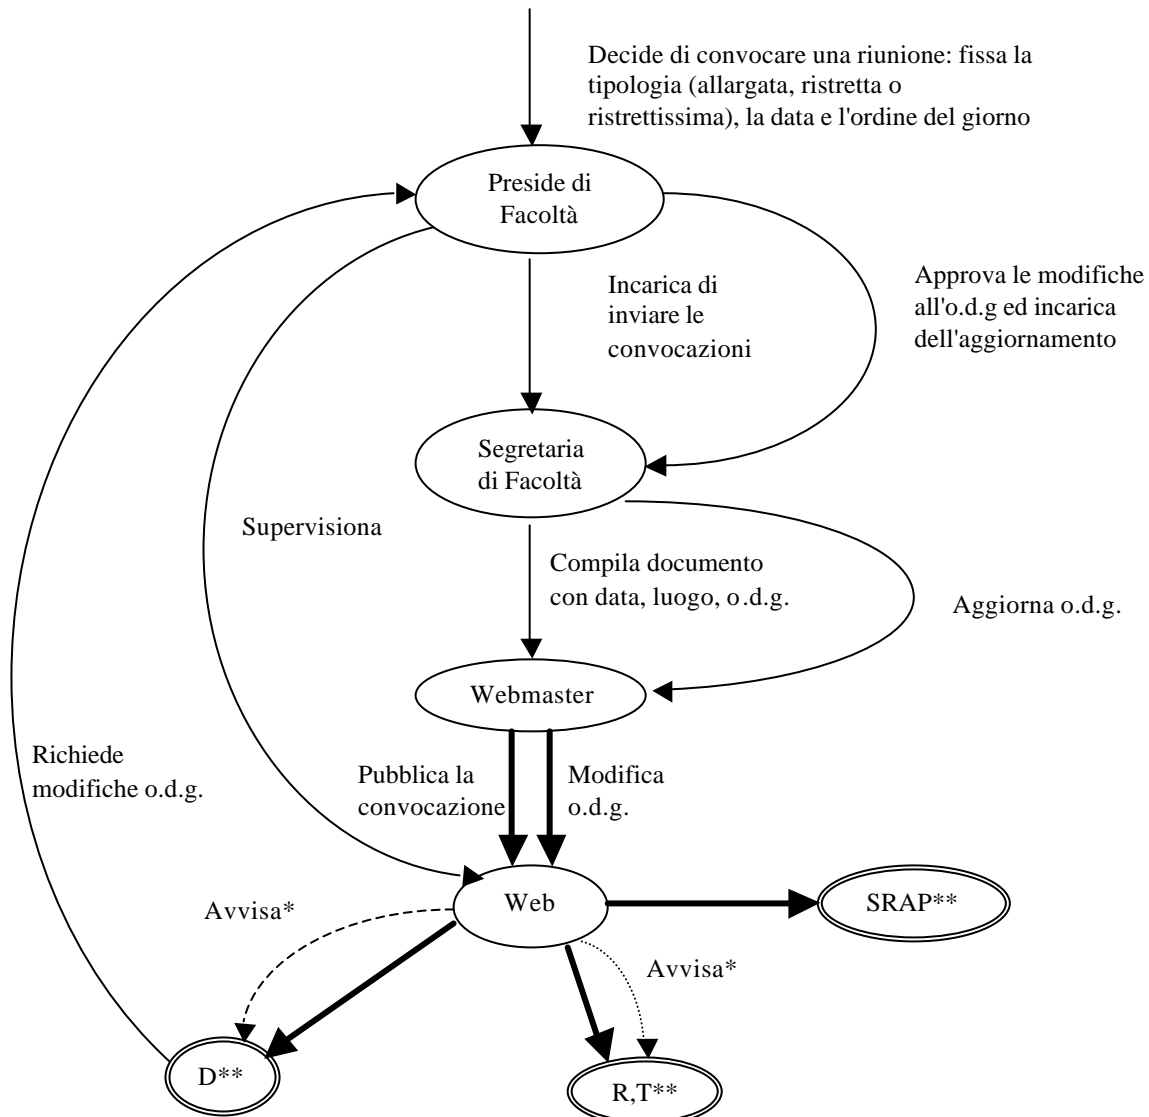 Decide di convocare una riunione: fissa la
tipologia (allargata, ristretta o
ristrettissima), la data e l'ordine del giorno
Preside di
Facoltà
Incarica di
inviare le
convocazioni
Approva le modifiche
all'o.d.g ed incarica
dell'aggiornamento
Segretaria
di Facoltà
Supervisiona
Compila documento
con data, luogo, o.d.g.
Aggiorna o.d.g.
Webmaster
Richiede
modifiche o.d.g.
Pubblica la
convocazione
Modifica
o.d.g.
Web
SRAP**
Avvisa*
Avvisa*
D**
R,T**